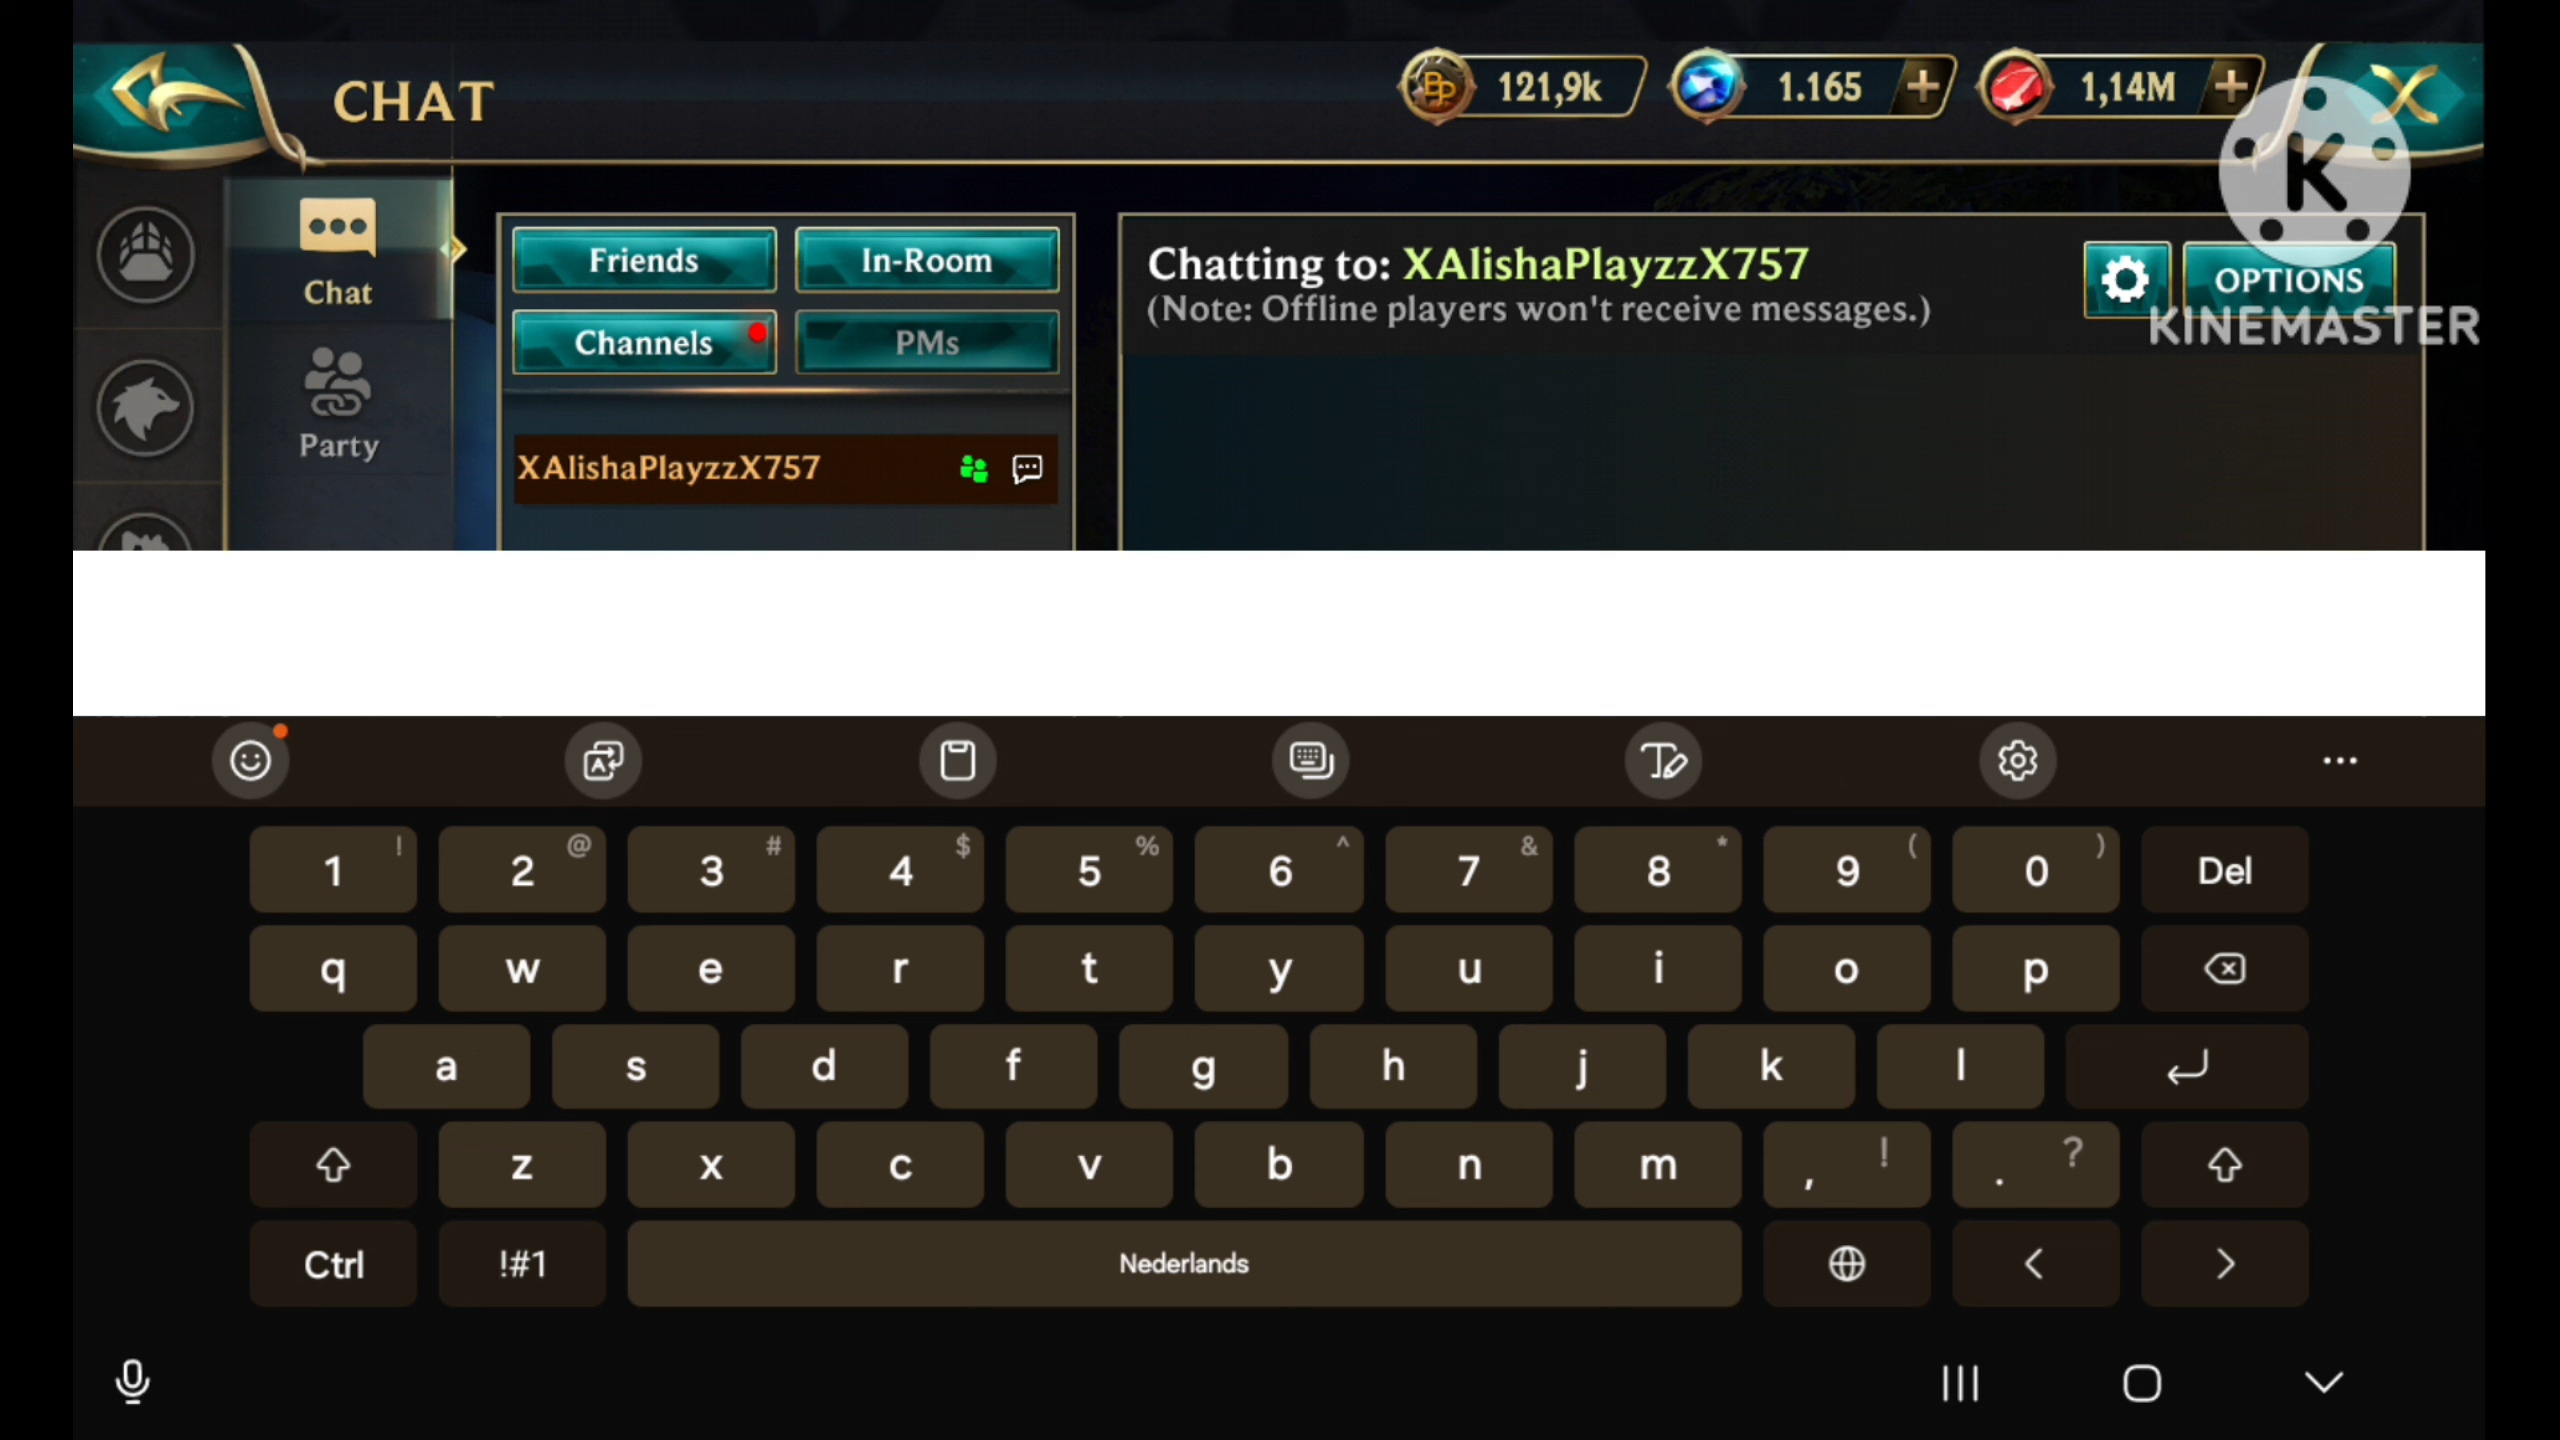 CHAT
BP 121,9k 1.165 + 1,14M +
K
KINEMASTER
Chat
Party
Friends In-Room
Channels PMs
XAlishaPlayzzX757
Chatting to: XAlishaPlayzzX757
(Note: Offline players won't receive messages.)
OPTIONS
1 ! 2 @ 3 # 4 $ 5 % 6 ^ 7 & 8 * 9 ( 0 ) Del
q w e r t y u i o p
a s d f g h j k l
z x c v b n m , ! . ?
Ctrl !#1 Nederlands < >